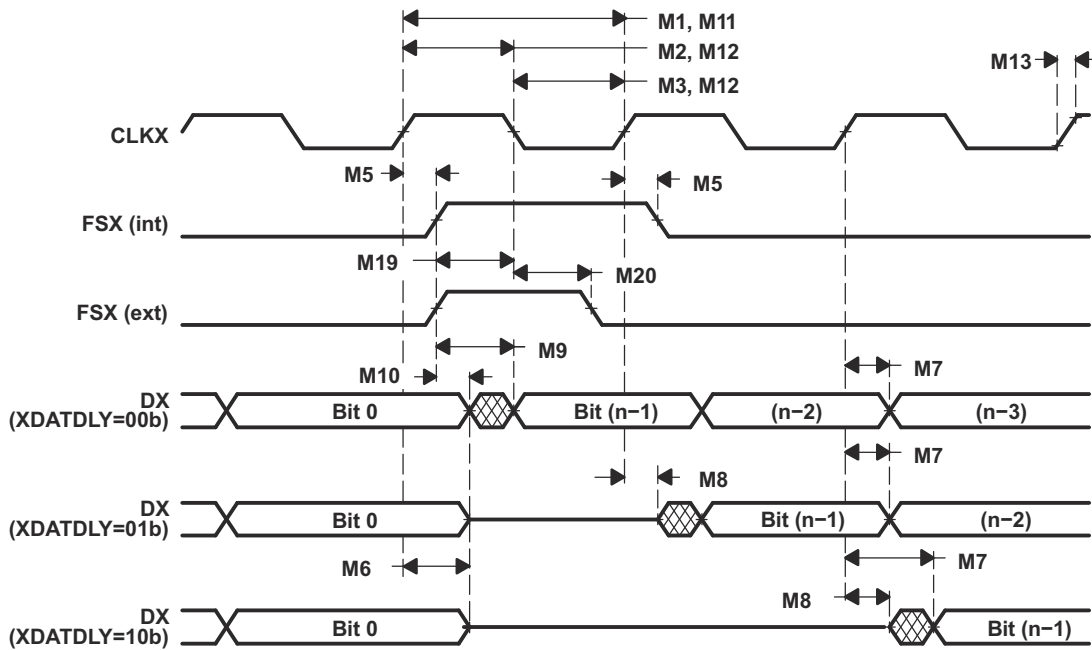 M1, M11
M2, M12
M3, M12
M13
CLKX
M5
M5
FSX (int)
M19
M20
FSX (ext)
M9
M10
M7
DX
(XDATDLY=00b)
Bit 0
Bit (n−1)
(n−2)
(n−3)
M7
M8
DX
(XDATDLY=01b)
Bit 0
Bit (n−1)
(n−2)
M6
M7
M8
DX
(XDATDLY=10b)
Bit 0
Bit (n−1)